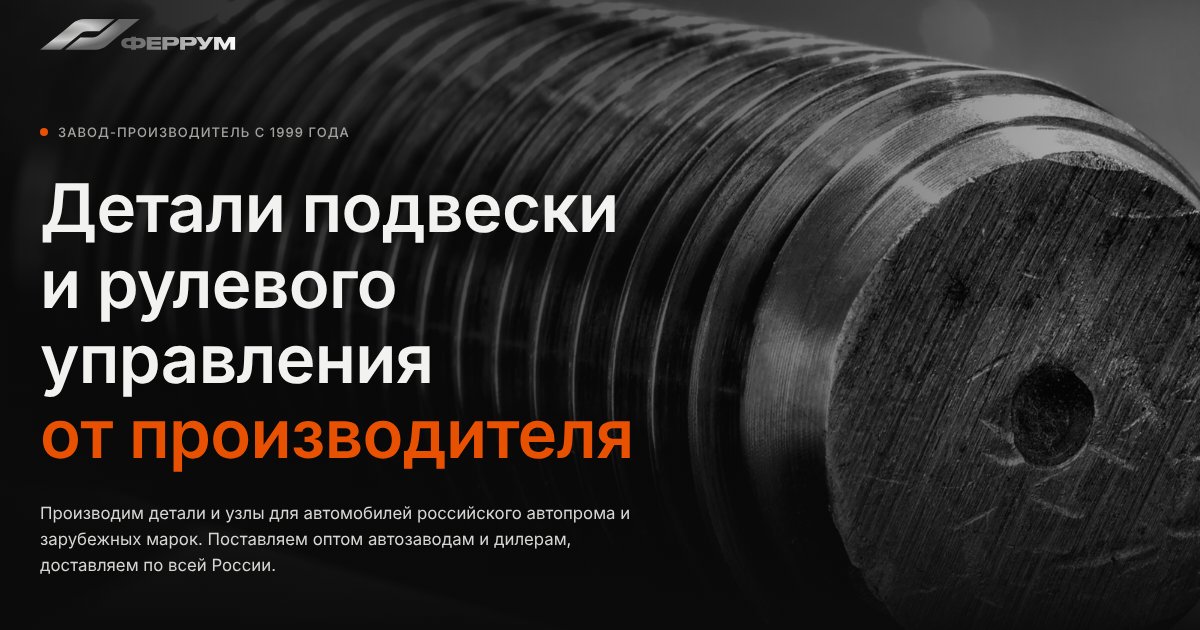 ФЕРРУМ
ЗАВОД-ПРОИЗВОДИТЕЛЬ С 1999 ГОДА
Детали подвески
и рулевого
управления
от производителя
Производим детали и узлы для автомобилей российского автопрома и
зарубежных марок. Поставляем оптом автозаводам и дилерам,
доставляем по всей России.